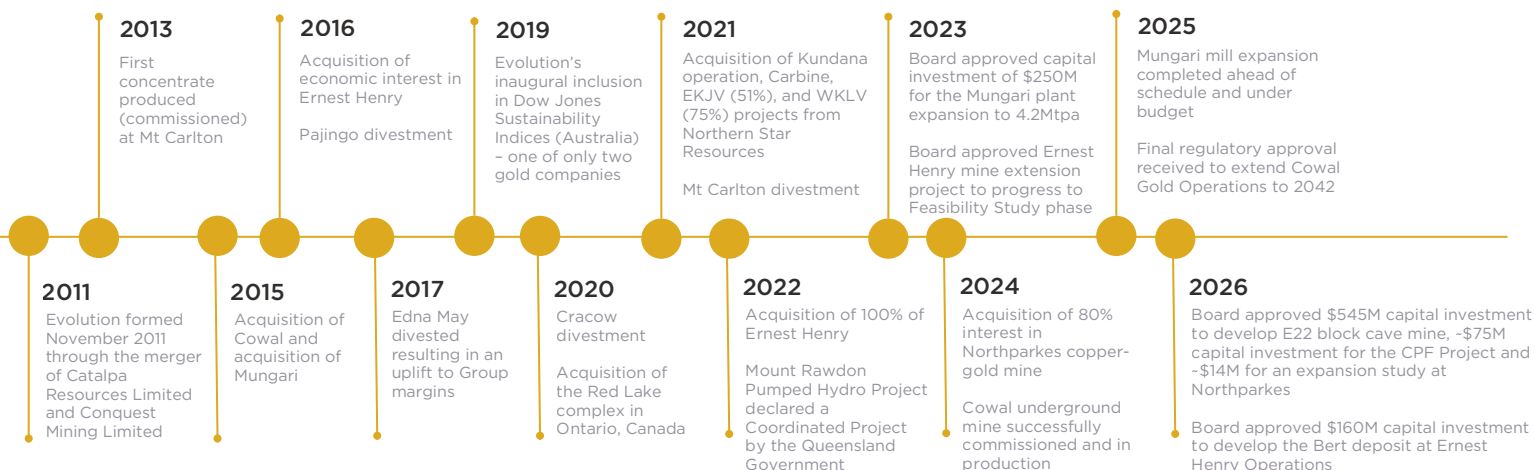 2013
First
concentrate
produced
(commissioned)
at Mt Carlton
2016
Acquisition of
economic interest in
Ernest Henry
Pajingo divestment
2019
Evolution's
inaugural inclusion
in Dow Jones
Sustainability
Indices (Australia)
– one of only two
gold companies
2021
Acquisition of Kundana
operation, Carbine,
EKJV (51%), and WKLV
(75%) projects from
Northern Star
Resources
Mt Carlton divestment
2023
Board approved capital
investment of $250M
for the Mungari plant
expansion to 4.2Mtpa
Board approved Ernest
Henry mine extension
project to progress to
Feasibility Study phase
2025
Mungari mill expansion
completed ahead of
schedule and under
budget
Final regulatory approval
received to extend Cowal
Gold Operations to 2042
2011
Evolution formed
November 2011
through the merger
of Catalpa
Resources Limited
and Conquest
Mining Limited
2015
Acquisition of
Cowal and
acquisition of
Mungari
2017
Edna May
divested
resulting in an
uplift to Group
margins
2020
Cracow
divestment
Acquisition of
the Red Lake
complex in
Ontario, Canada
2022
Acquisition of 100% of
Ernest Henry
Mount Rawdon
Pumped Hydro Project
declared a
Coordinated Project
by the Queensland
Government
2024
Acquisition of 80%
interest in
Northparkes copper-
gold mine
Cowal underground
mine successfully
commissioned and in
production
2026
Board approved $545M capital investment
to develop E22 block cave mine, ~$75M
capital investment for the CPF Project and
~$14M for an expansion study at
Northparkes
Board approved $160M capital investment
to develop the Bert deposit at Ernest
Henry Operations